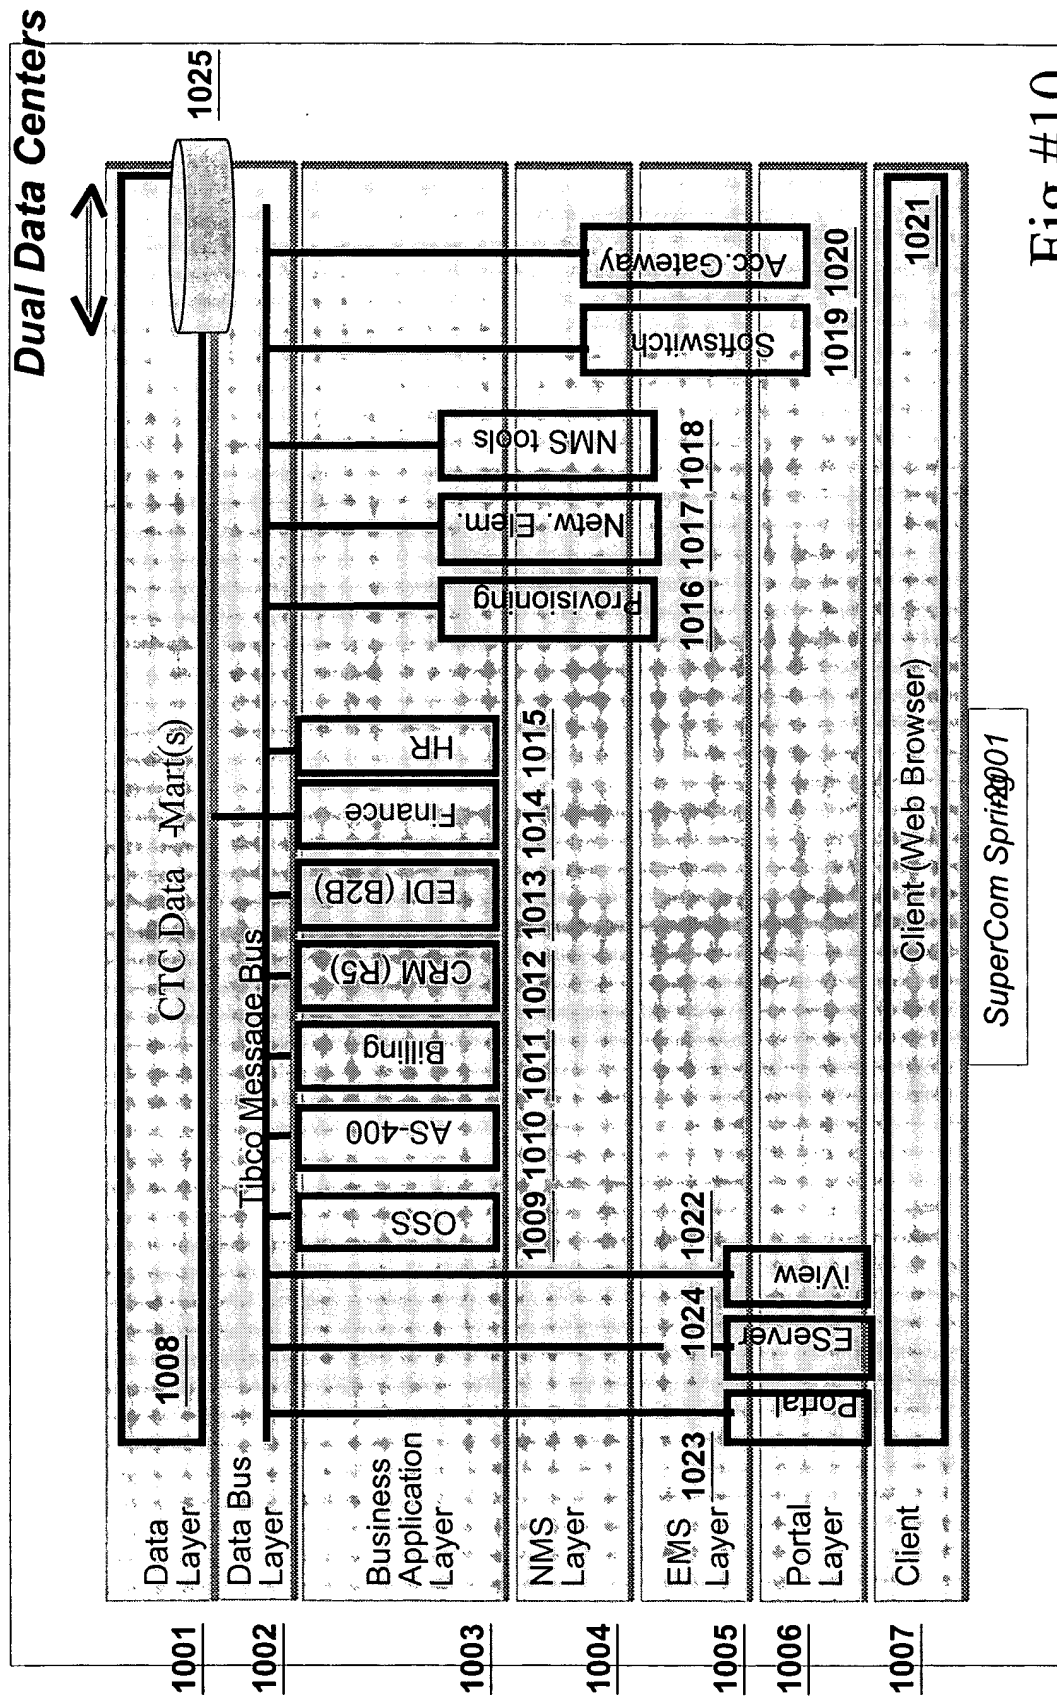 Dual Data Centers
1025
1001
Data
Layer
1008
CTC Data -Mart(s)
1002
Data Bus
Layer
Tibco Message Bus
1003
Business
Application
Layer
OSS
AS-400
Billing
CRM (R5)
EDI (B2B)
Finance
HR
1009
1010
1011
1012
1013
1014
1015
1004
NMS
Layer
Provisioning
Netw. Elem.
NMS tools
1016
1017
1018
1005
EMS
Layer
Softswitch
Acc.Gateway
1019
1020
1023
1024
1022
1006
Portal
Layer
Portal
EServer
iView
1007
Client
Client (Web Browser)
1021
SuperCom Spring
2001
Fig #10